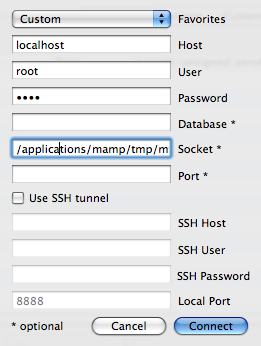 Custom Favorites
localhost Host
root User
•••• Password
Database *
/applications/mamp/tmp/m Socket *
Port *
Use SSH tunnel
SSH Host
SSH User
SSH Password
8888 Local Port
* optional Cancel Connect